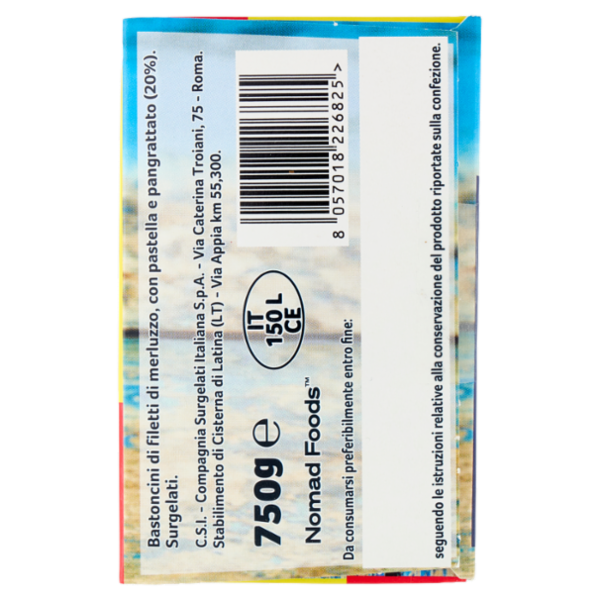 Bastoncini di filetti di merluzzo, con pastella e pangrattato (20%).
Surgelati.
C.S.I. - Compagnia Surgelati Italiana S.p.A. - Via Caterina Troiani, 75 - Roma.
Stabilimento di Cisterna di Latina (LT) - Via Appia km 55,300.
750g ℮
IT
150 L
CE
8 057018 226825 >
Nomad Foods™
Da consumarsi preferibilmente entro fine:
seguendo le istruzioni relative alla conservazione del prodotto riportate sulla confezione.